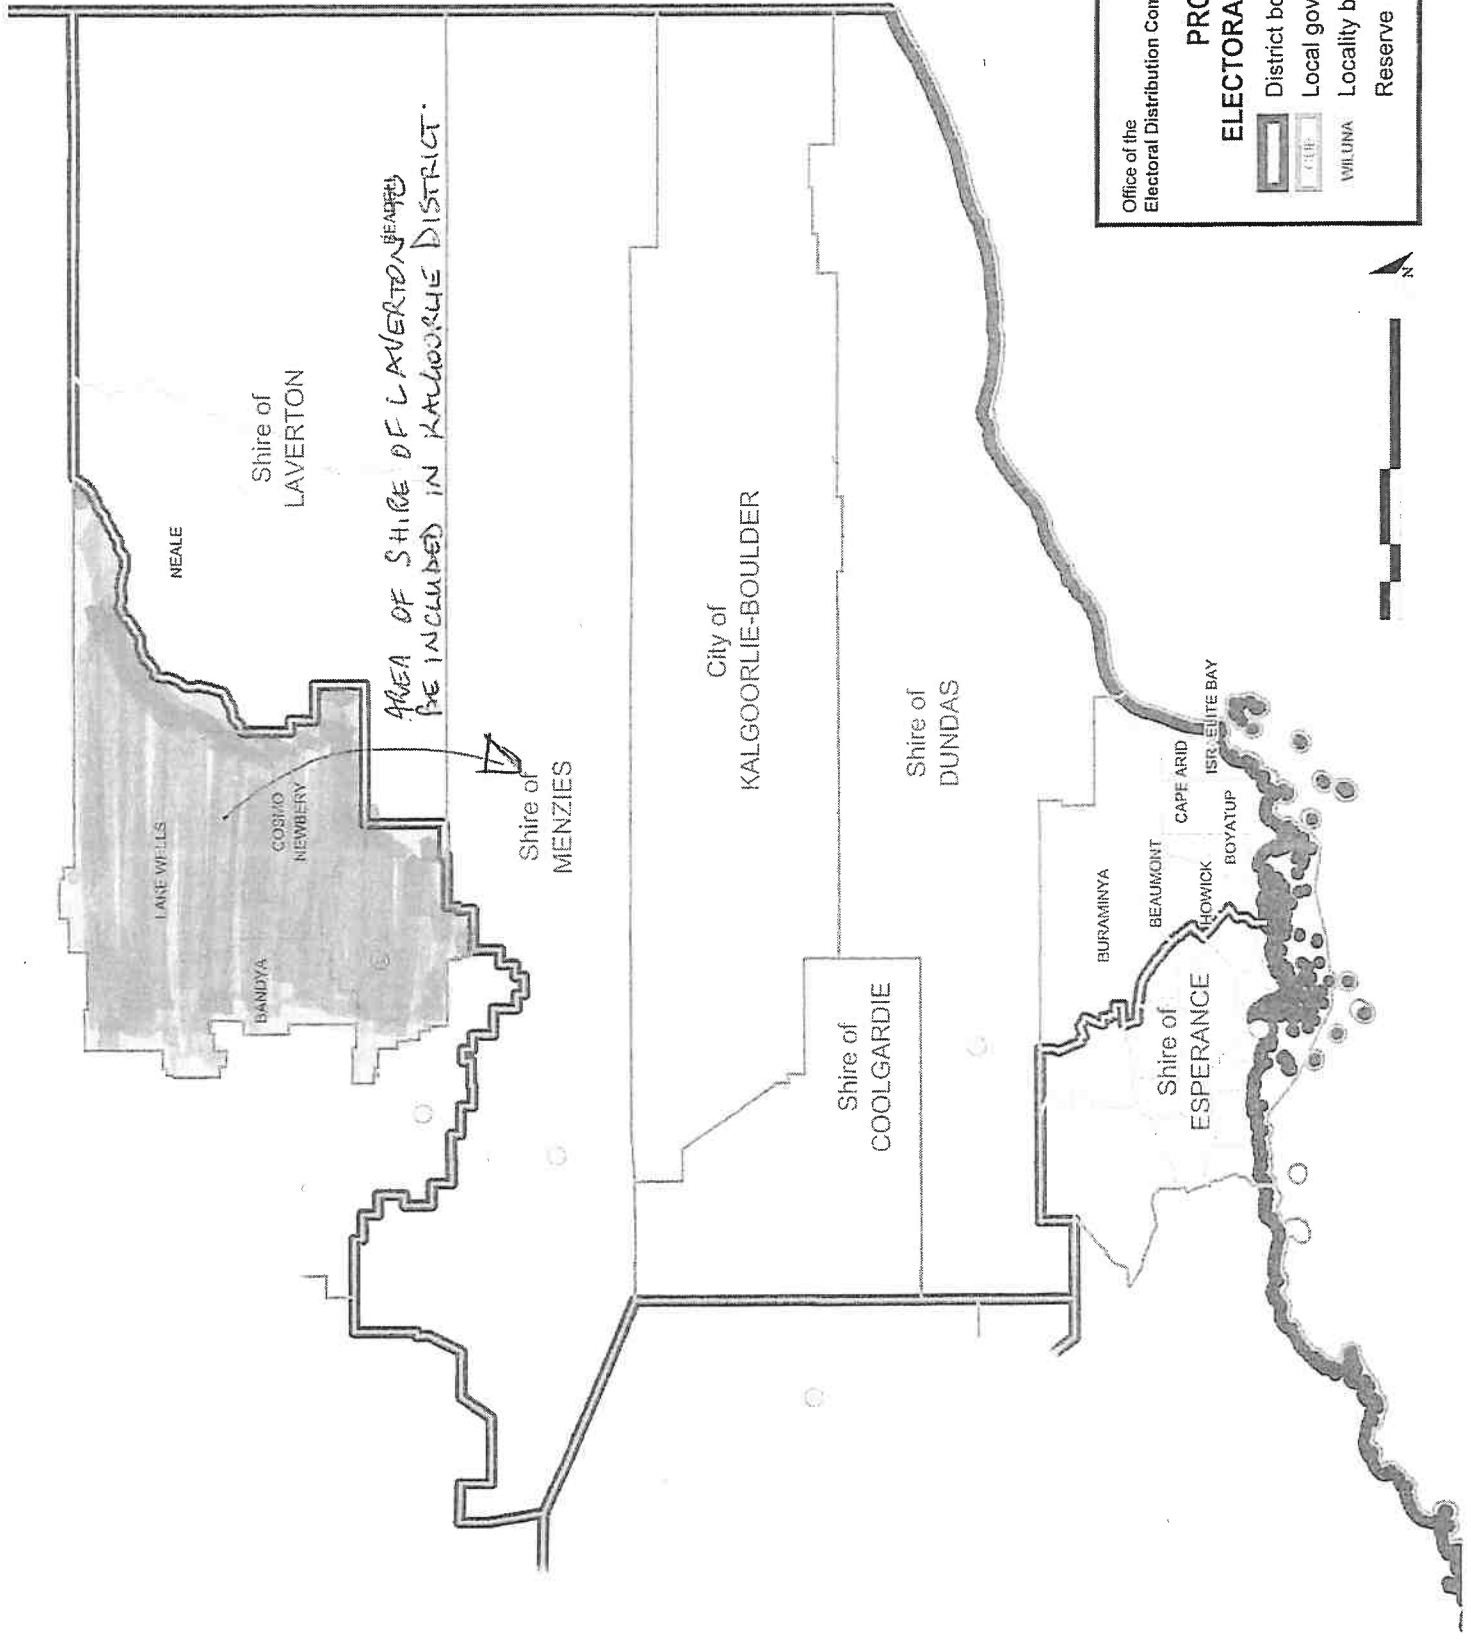 Shire of
LAVERTON
NEALE
AREA OF SHIRE OF LAVERTON
BE INCLUDED IN KALGOORLIE DISTRICT.
LAKE WELLS
COSMO
NEWBERY
BANDYA
Shire of
MENZIES
City of
KALGOORLIE-BOULDER
Shire of
DUNDAS
Shire of
COOLGARDIE
BURAMINYA
BEAUMONT
CAPE ARID
ISRAELITE BAY
HOWICK
BOYATUP
Shire of
ESPERANCE
Office of the
Electoral Distribution Com
PRO
ELECTORA
District bo
Local gov
WILUNA
Locality b
Reserve
N